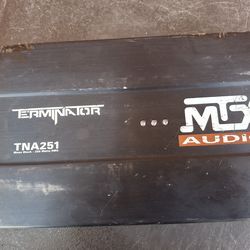 TERMINATOR
MTX
AUDIO
TNA251